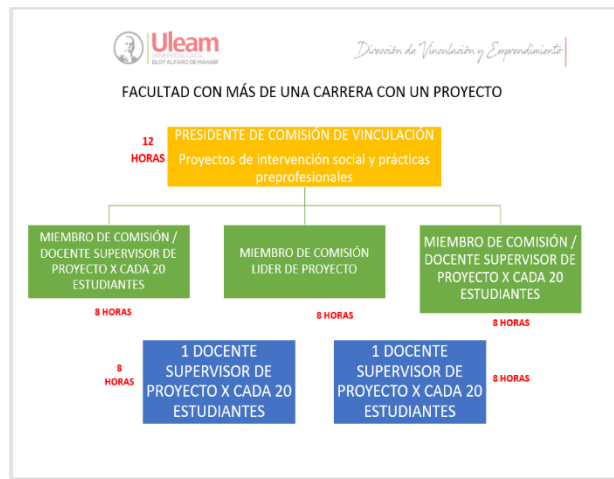 Uleam
UNIVERSIDAD LAICA
ELOY ALFARO DE MANABÍ
Dirección de Vinculación y Emprendimiento
FACULTAD CON MÁS DE UNA CARRERA CON UN PROYECTO
12
HORAS
PRESIDENTE DE COMISIÓN DE VINCULACIÓN
Proyectos de intervención social y prácticas
preprofesionales
MIEMBRO DE COMISIÓN /
DOCENTE SUPERVISOR DE
PROYECTO X CADA 20
ESTUDIANTES
8 HORAS
MIEMBRO DE COMISIÓN
LIDER DE PROYECTO
8 HORAS
MIEMBRO DE COMISIÓN /
DOCENTE SUPERVISOR DE
PROYECTO X CADA 20
ESTUDIANTES
8 HORAS
8
HORAS
1 DOCENTE
SUPERVISOR DE
PROYECTO X CADA 20
ESTUDIANTES
1 DOCENTE
SUPERVISOR DE
PROYECTO X CADA 20
ESTUDIANTES
8 HORAS